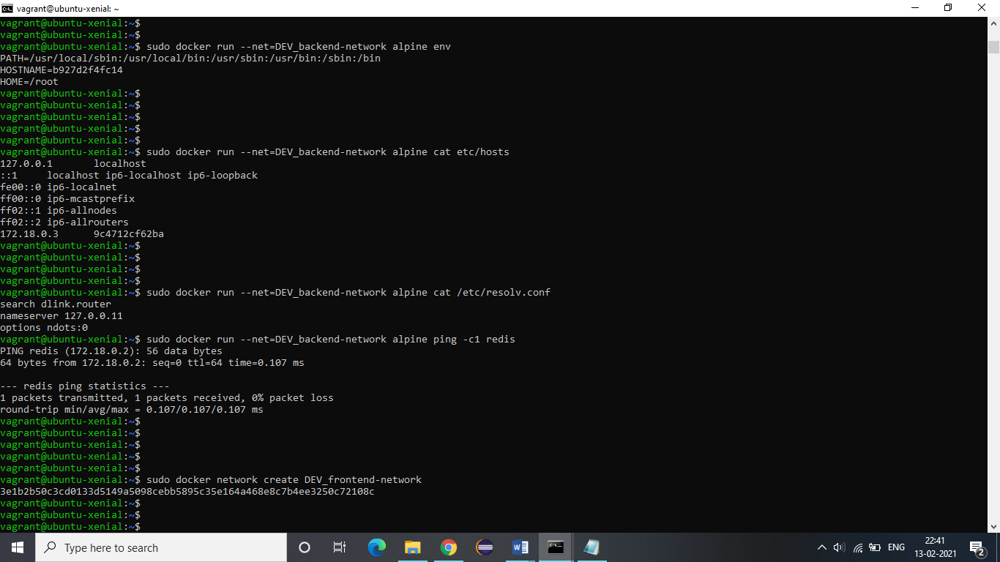 vagrant@ubuntu-xenial: ~
vagrant@ubuntu-xenial:~$
vagrant@ubuntu-xenial:~$
vagrant@ubuntu-xenial:~$ sudo docker run --net=DEV_backend-network alpine env
PATH=/usr/local/sbin:/usr/local/bin:/usr/sbin:/usr/bin:/sbin:/bin
HOSTNAME=b927d2f4fc14
HOME=/root
vagrant@ubuntu-xenial:~$
vagrant@ubuntu-xenial:~$
vagrant@ubuntu-xenial:~$
vagrant@ubuntu-xenial:~$
vagrant@ubuntu-xenial:~$
vagrant@ubuntu-xenial:~$ sudo docker run --net=DEV_backend-network alpine cat etc/hosts
127.0.0.1       localhost
::1     localhost ip6-localhost ip6-loopback
fe00::0 ip6-localnet
ff00::0 ip6-mcastprefix
ff02::1 ip6-allnodes
ff02::2 ip6-allrouters
172.18.0.3      9c4712cf62ba
vagrant@ubuntu-xenial:~$
vagrant@ubuntu-xenial:~$
vagrant@ubuntu-xenial:~$
vagrant@ubuntu-xenial:~$
vagrant@ubuntu-xenial:~$ sudo docker run --net=DEV_backend-network alpine cat /etc/resolv.conf
search dlink.router
nameserver 127.0.0.11
options ndots:0
vagrant@ubuntu-xenial:~$ sudo docker run --net=DEV_backend-network alpine ping -c1 redis
PING redis (172.18.0.2): 56 data bytes
64 bytes from 172.18.0.2: seq=0 ttl=64 time=0.107 ms
--- redis ping statistics ---
1 packets transmitted, 1 packets received, 0% packet loss
round-trip min/avg/max = 0.107/0.107/0.107 ms
vagrant@ubuntu-xenial:~$
vagrant@ubuntu-xenial:~$
vagrant@ubuntu-xenial:~$
vagrant@ubuntu-xenial:~$
vagrant@ubuntu-xenial:~$
vagrant@ubuntu-xenial:~$ sudo docker network create DEV_frontend-network
3e1b2b50c3cd0133d5149a5098cebb5895c35e164a468e8c7b4ee3250c72108c
vagrant@ubuntu-xenial:~$
vagrant@ubuntu-xenial:~$
vagrant@ubuntu-xenial:~$
Type here to search
ENG
22:41
13-02-2021
2